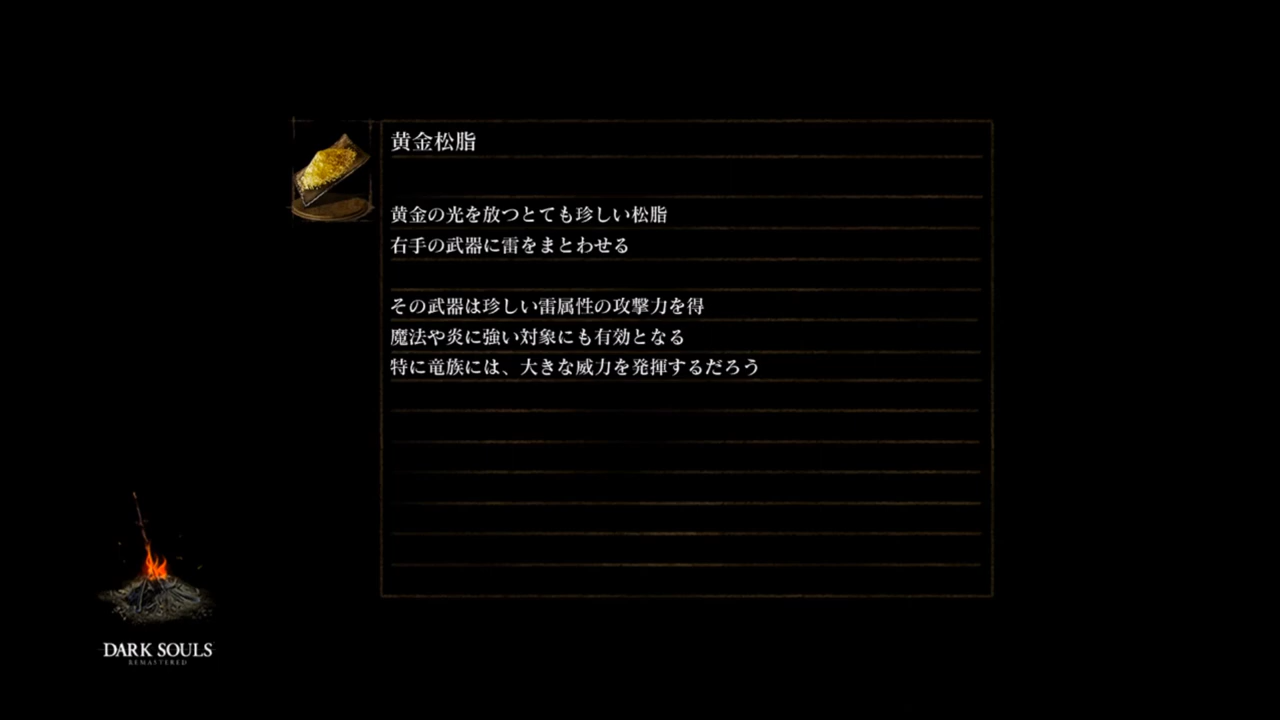 黄金松脂
黄金の光を放つとても珍しい松脂
右手の武器に雷をまとわせる
その武器は珍しい雷属性の攻撃力を得
魔法や炎に強い対象にも有効となる
特に竜族には、大きな威力を発揮するだろう
DARK SOULS
REMASTERED